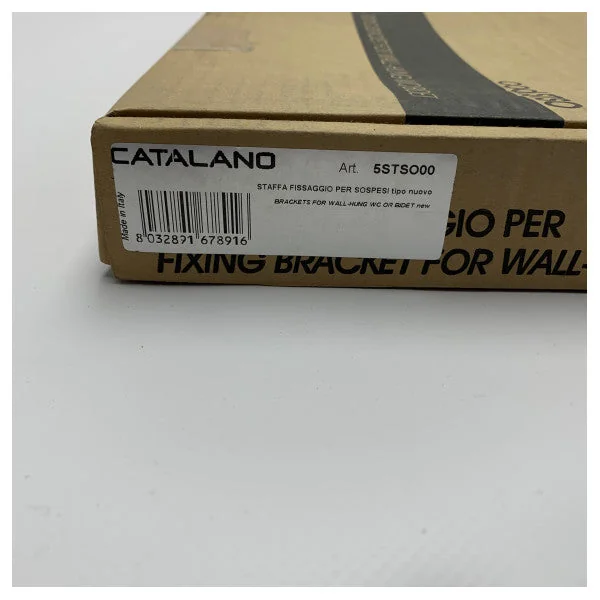 CATALANO
Art. 5STSO00
STAFFA FISSAGGIO PER SOSPESI tipo nuovo
BRACKETS FOR WALL-HUNG WC OR BIDET new
Made in Italy
8 032891 678916
GIO PER
FIXING BRACKET FOR WALL-